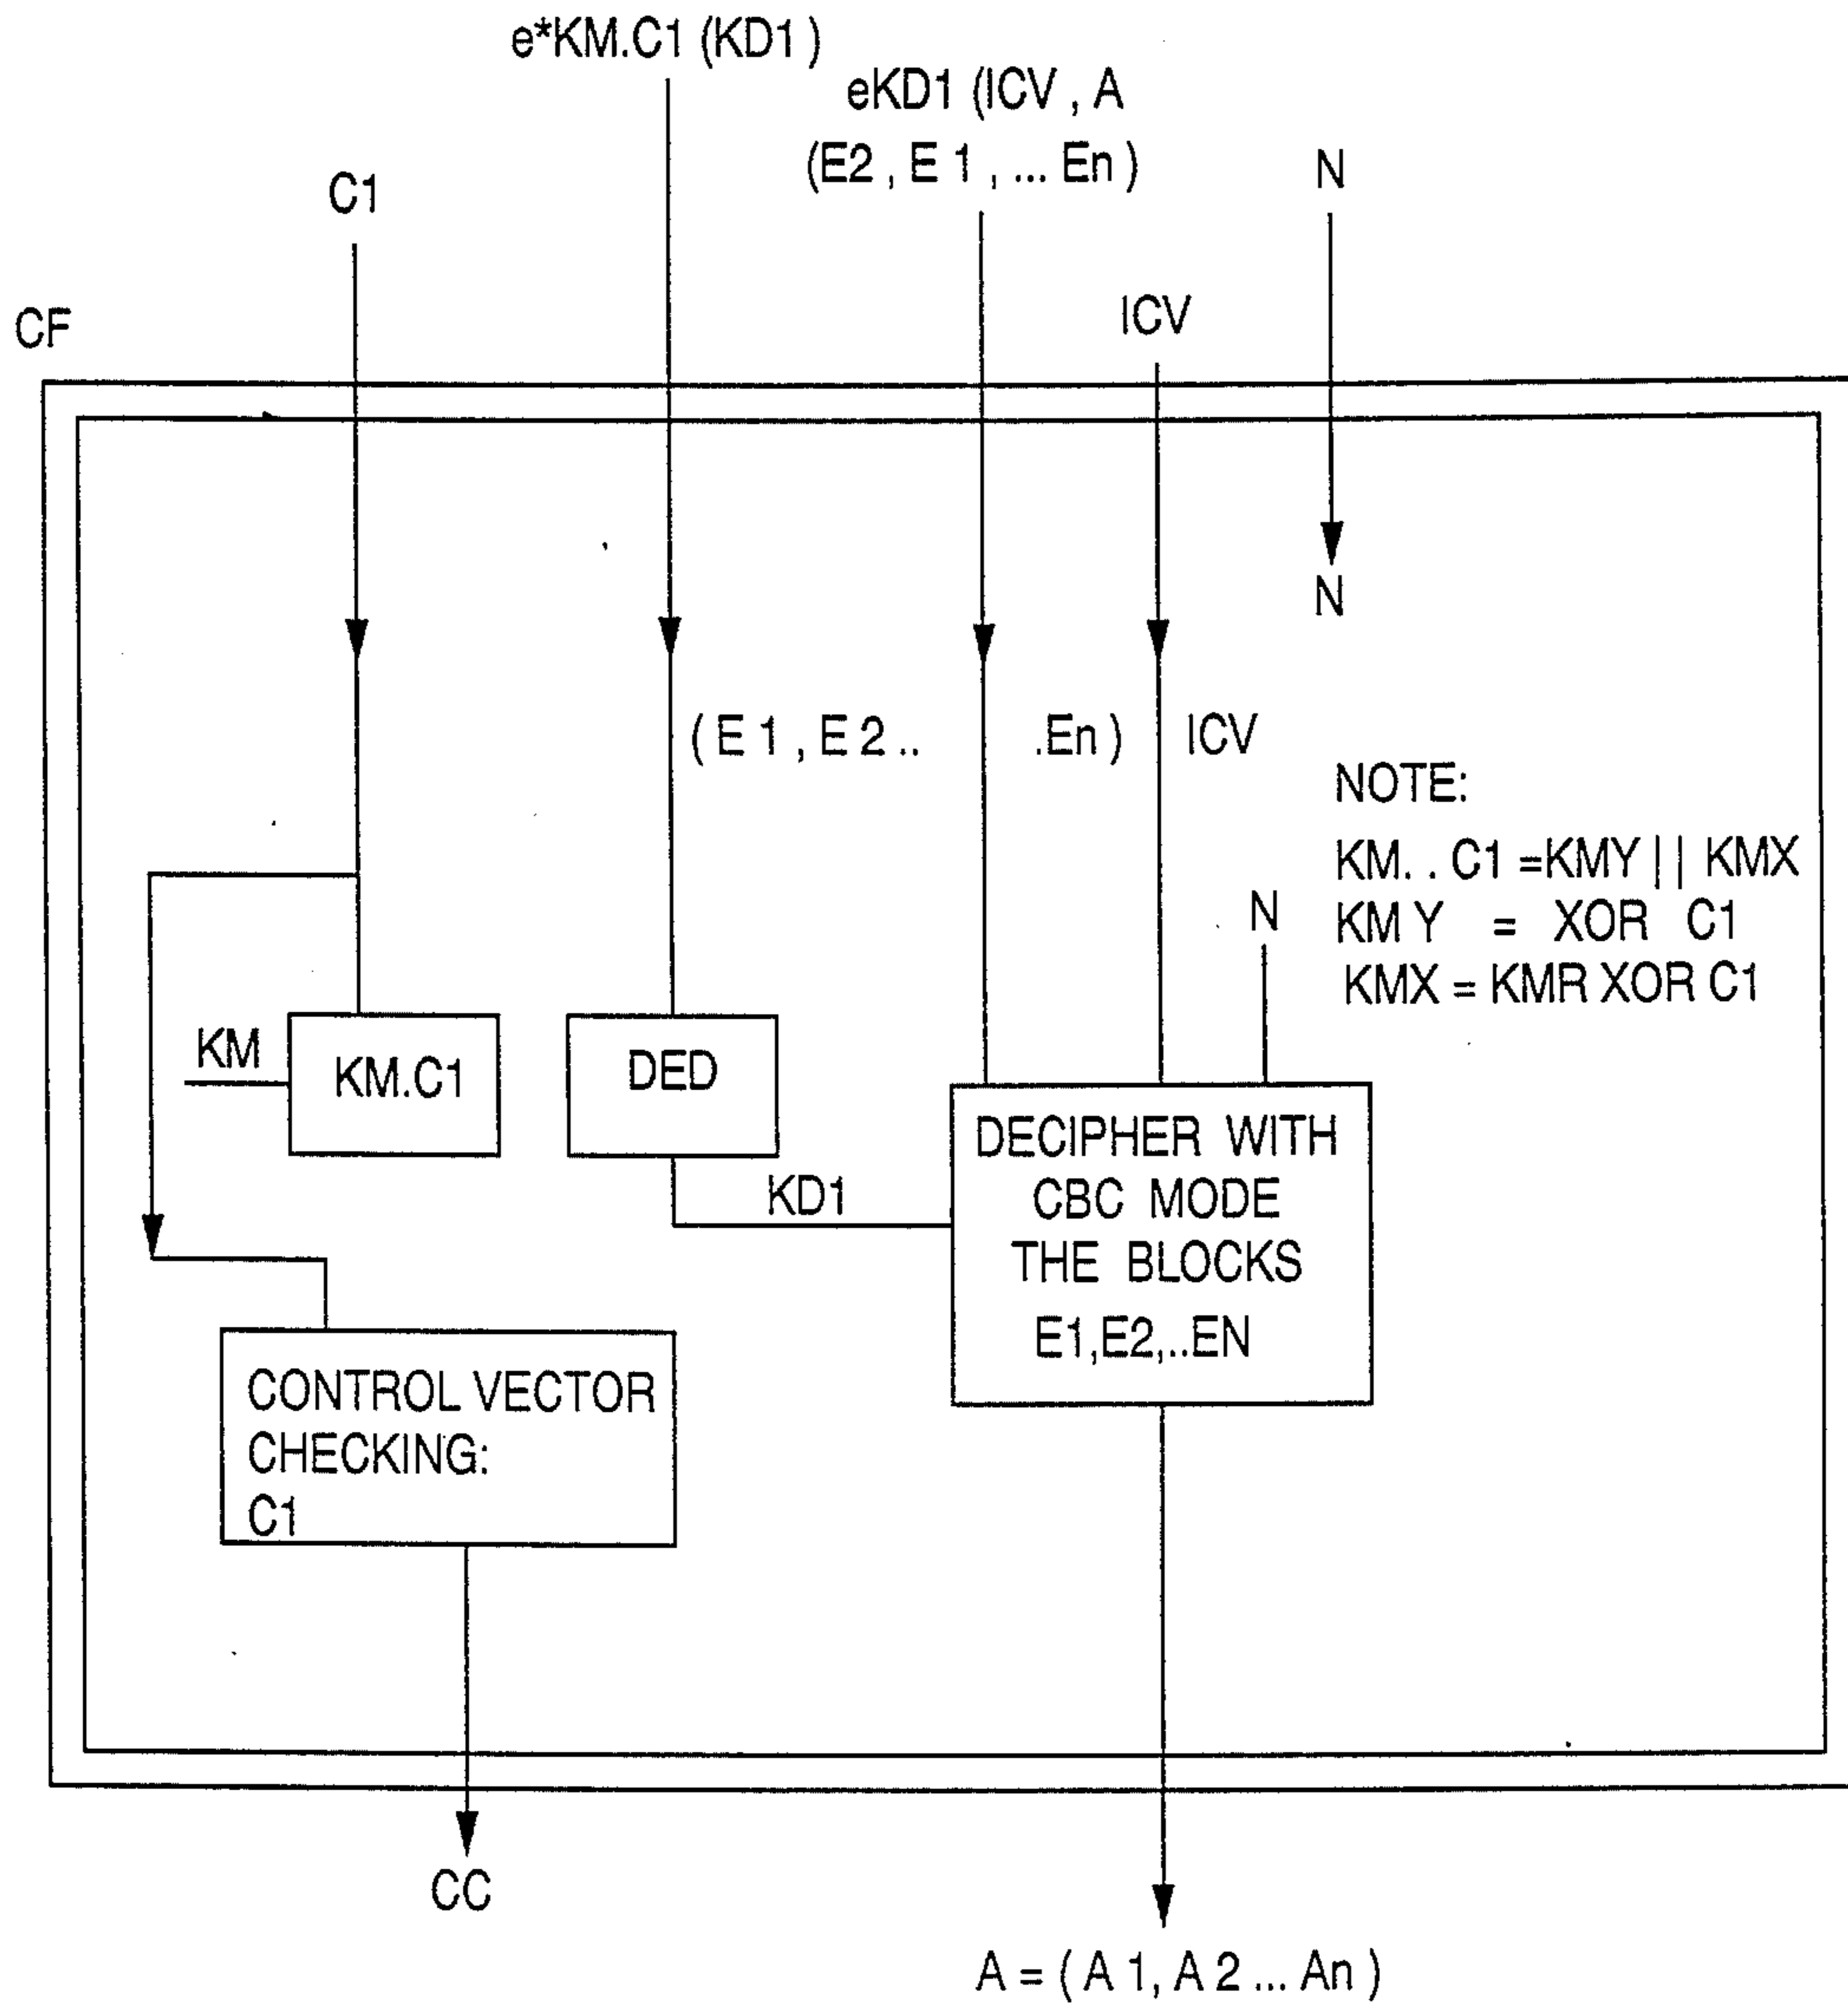 e*KM.C1 (KD1 )
eKD1 (ICV , A
(E2 , E 1 , ... En )
C1
N
ICV
CF
N
( E 1 , E 2 ..
.En )
ICV
NOTE:
KM. . C1 =KMY || KMX
KM Y = XOR C1
KMX = KMR XOR C1
N
KM
KM.C1
DED
KD1
DECIPHER WITH
CBC MODE
THE BLOCKS
E1,E2,..EN
CONTROL VECTOR
CHECKING:
C1
CC
A = ( A 1, A 2 ... An )